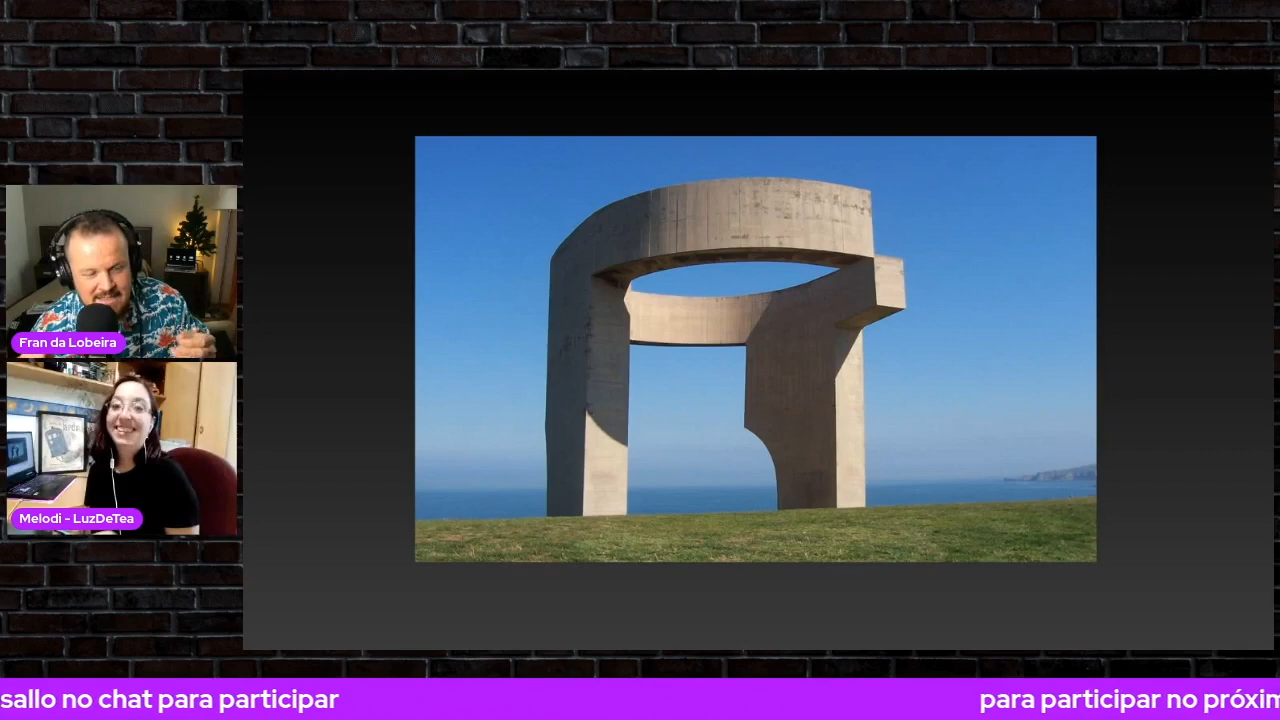 Fran da Lobeira
Melodi - LuzDeTea
sallo no chat para participar
para participar no próxim